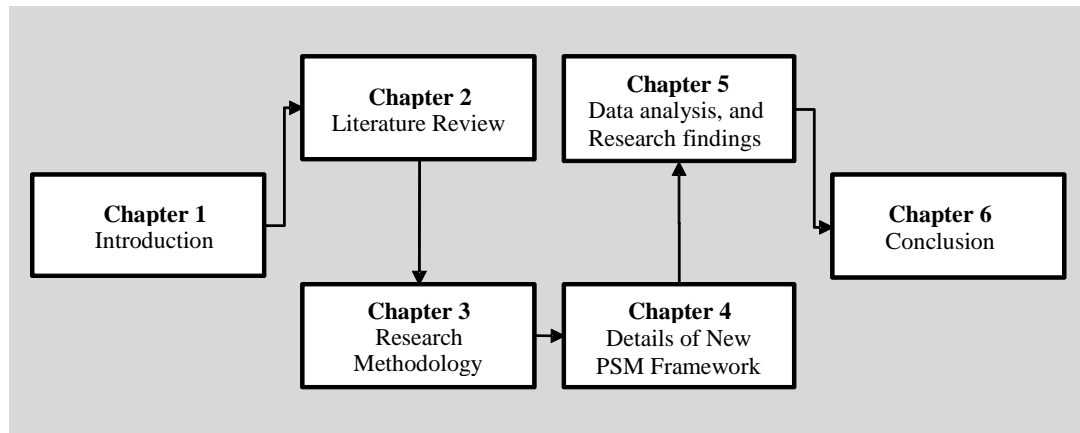 Chapter 1
Introduction
Chapter 2
Literature Review
Chapter 3
Research
Methodology
Chapter 4
Details of New
PSM Framework
Chapter 5
Data analysis, and
Research findings
Chapter 6
Conclusion